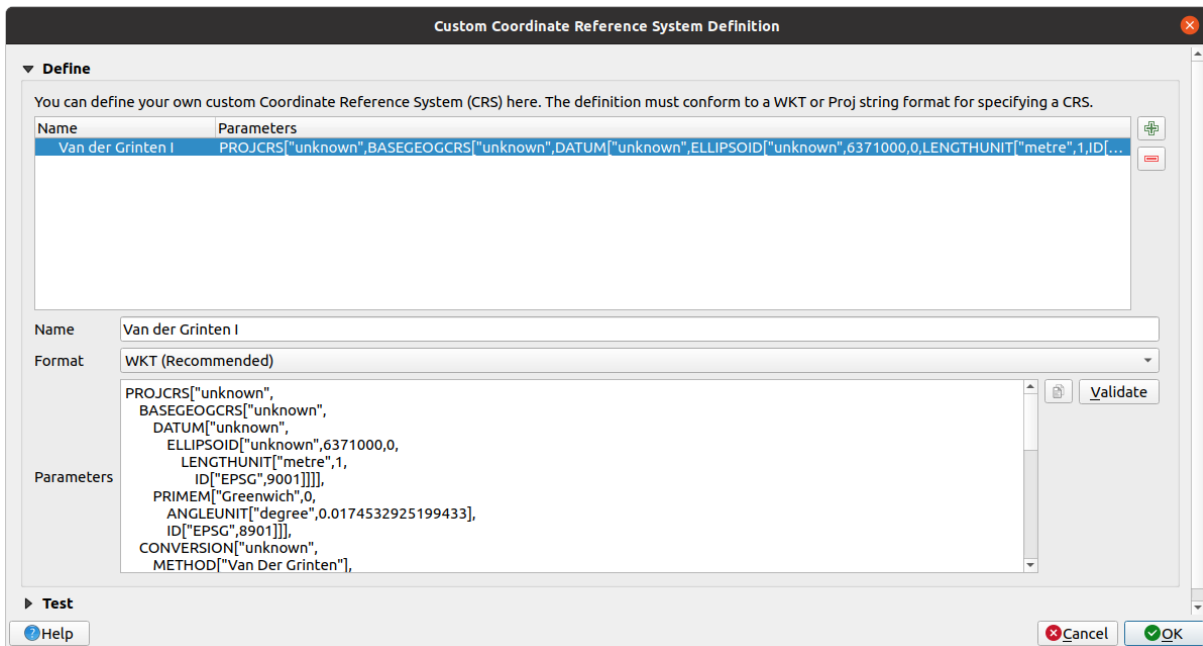 Custom Coordinate Reference System Definition
Define
You can define your own custom Coordinate Reference System (CRS) here. The definition must conform to a WKT or Proj string format for specifying a CRS.
Name Parameters
Van der Grinten I PROJCRS["unknown",BASEGEOGCRS["unknown",DATUM["unknown",ELLIPSOID["unknown",6371000,0,LENGTHUNIT["metre",1,ID[...
Name Van der Grinten I
Format WKT (Recommended)
Parameters
PROJCRS["unknown",
BASEGEOGCRS["unknown",
DATUM["unknown",
ELLIPSOID["unknown",6371000,0,
LENGTHUNIT["metre",1,
ID["EPSG",9001]]]],
PRIMEM["Greenwich",0,
ANGLEUNIT["degree",0.0174532925199433],
ID["EPSG",8901]]],
CONVERSION["unknown",
METHOD["Van Der Grinten"],
Validate
Test
Help Cancel OK